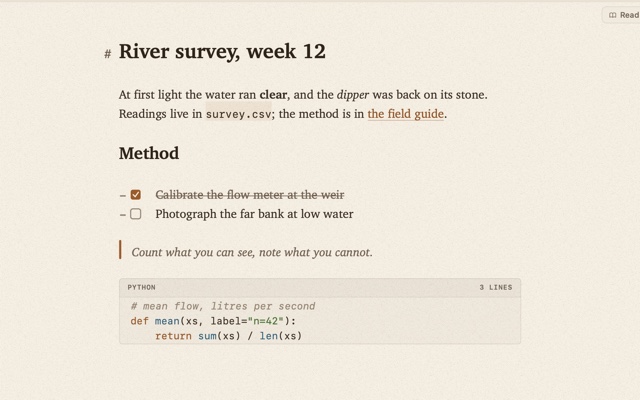 Read
# River survey, week 12
At first light the water ran clear, and the dipper was back on its stone.
Readings live in survey.csv; the method is in the field guide.
Method
– Calibrate the flow meter at the weir
– Photograph the far bank at low water
Count what you can see, note what you cannot.
PYTHON 3 LINES
# mean flow, litres per second
def mean(xs, label="n=42"):
    return sum(xs) / len(xs)